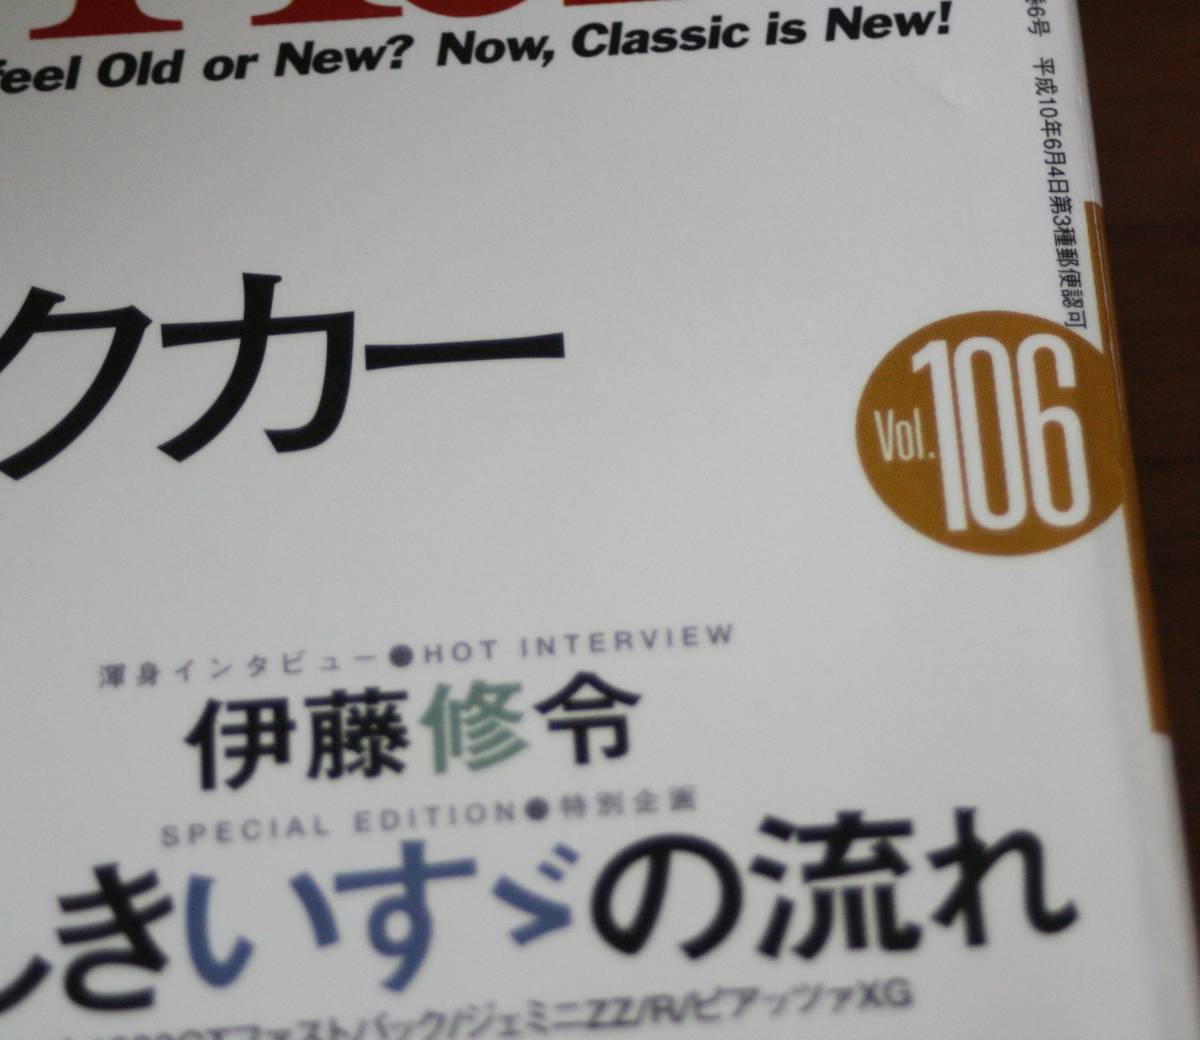 feel Old or New? Now, Classic is New!
6号 平成10年6月4日第3種郵便認可
クカー
Vol.106
渾身インタビュー●HOT INTERVIEW
伊藤修令
SPECIAL EDITION●特別企画
しきいすゞの流れ
ファストバック/ジェミニZZ/R/ピアッツァXG